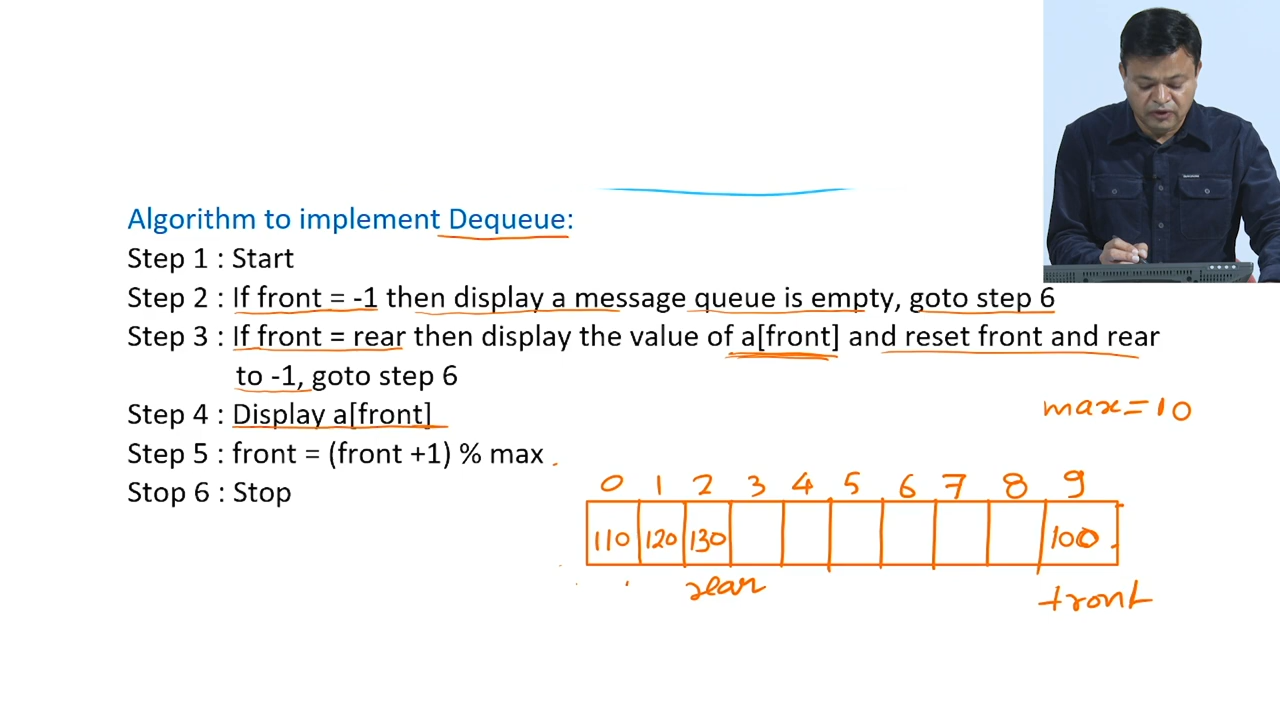 Algorithm to implement Dequeue:
Step 1 : Start
Step 2 : If front = -1 then display a message queue is empty, goto step 6
Step 3 : If front = rear then display the value of a[front] and reset front and rear
to -1, goto step 6
Step 4 : Display a[front]
Step 5 : front = (front +1) % max
Stop 6 : Stop
max=10
0 1 2 3 4 5 6 7 8 9
110 120 130 100
rear front